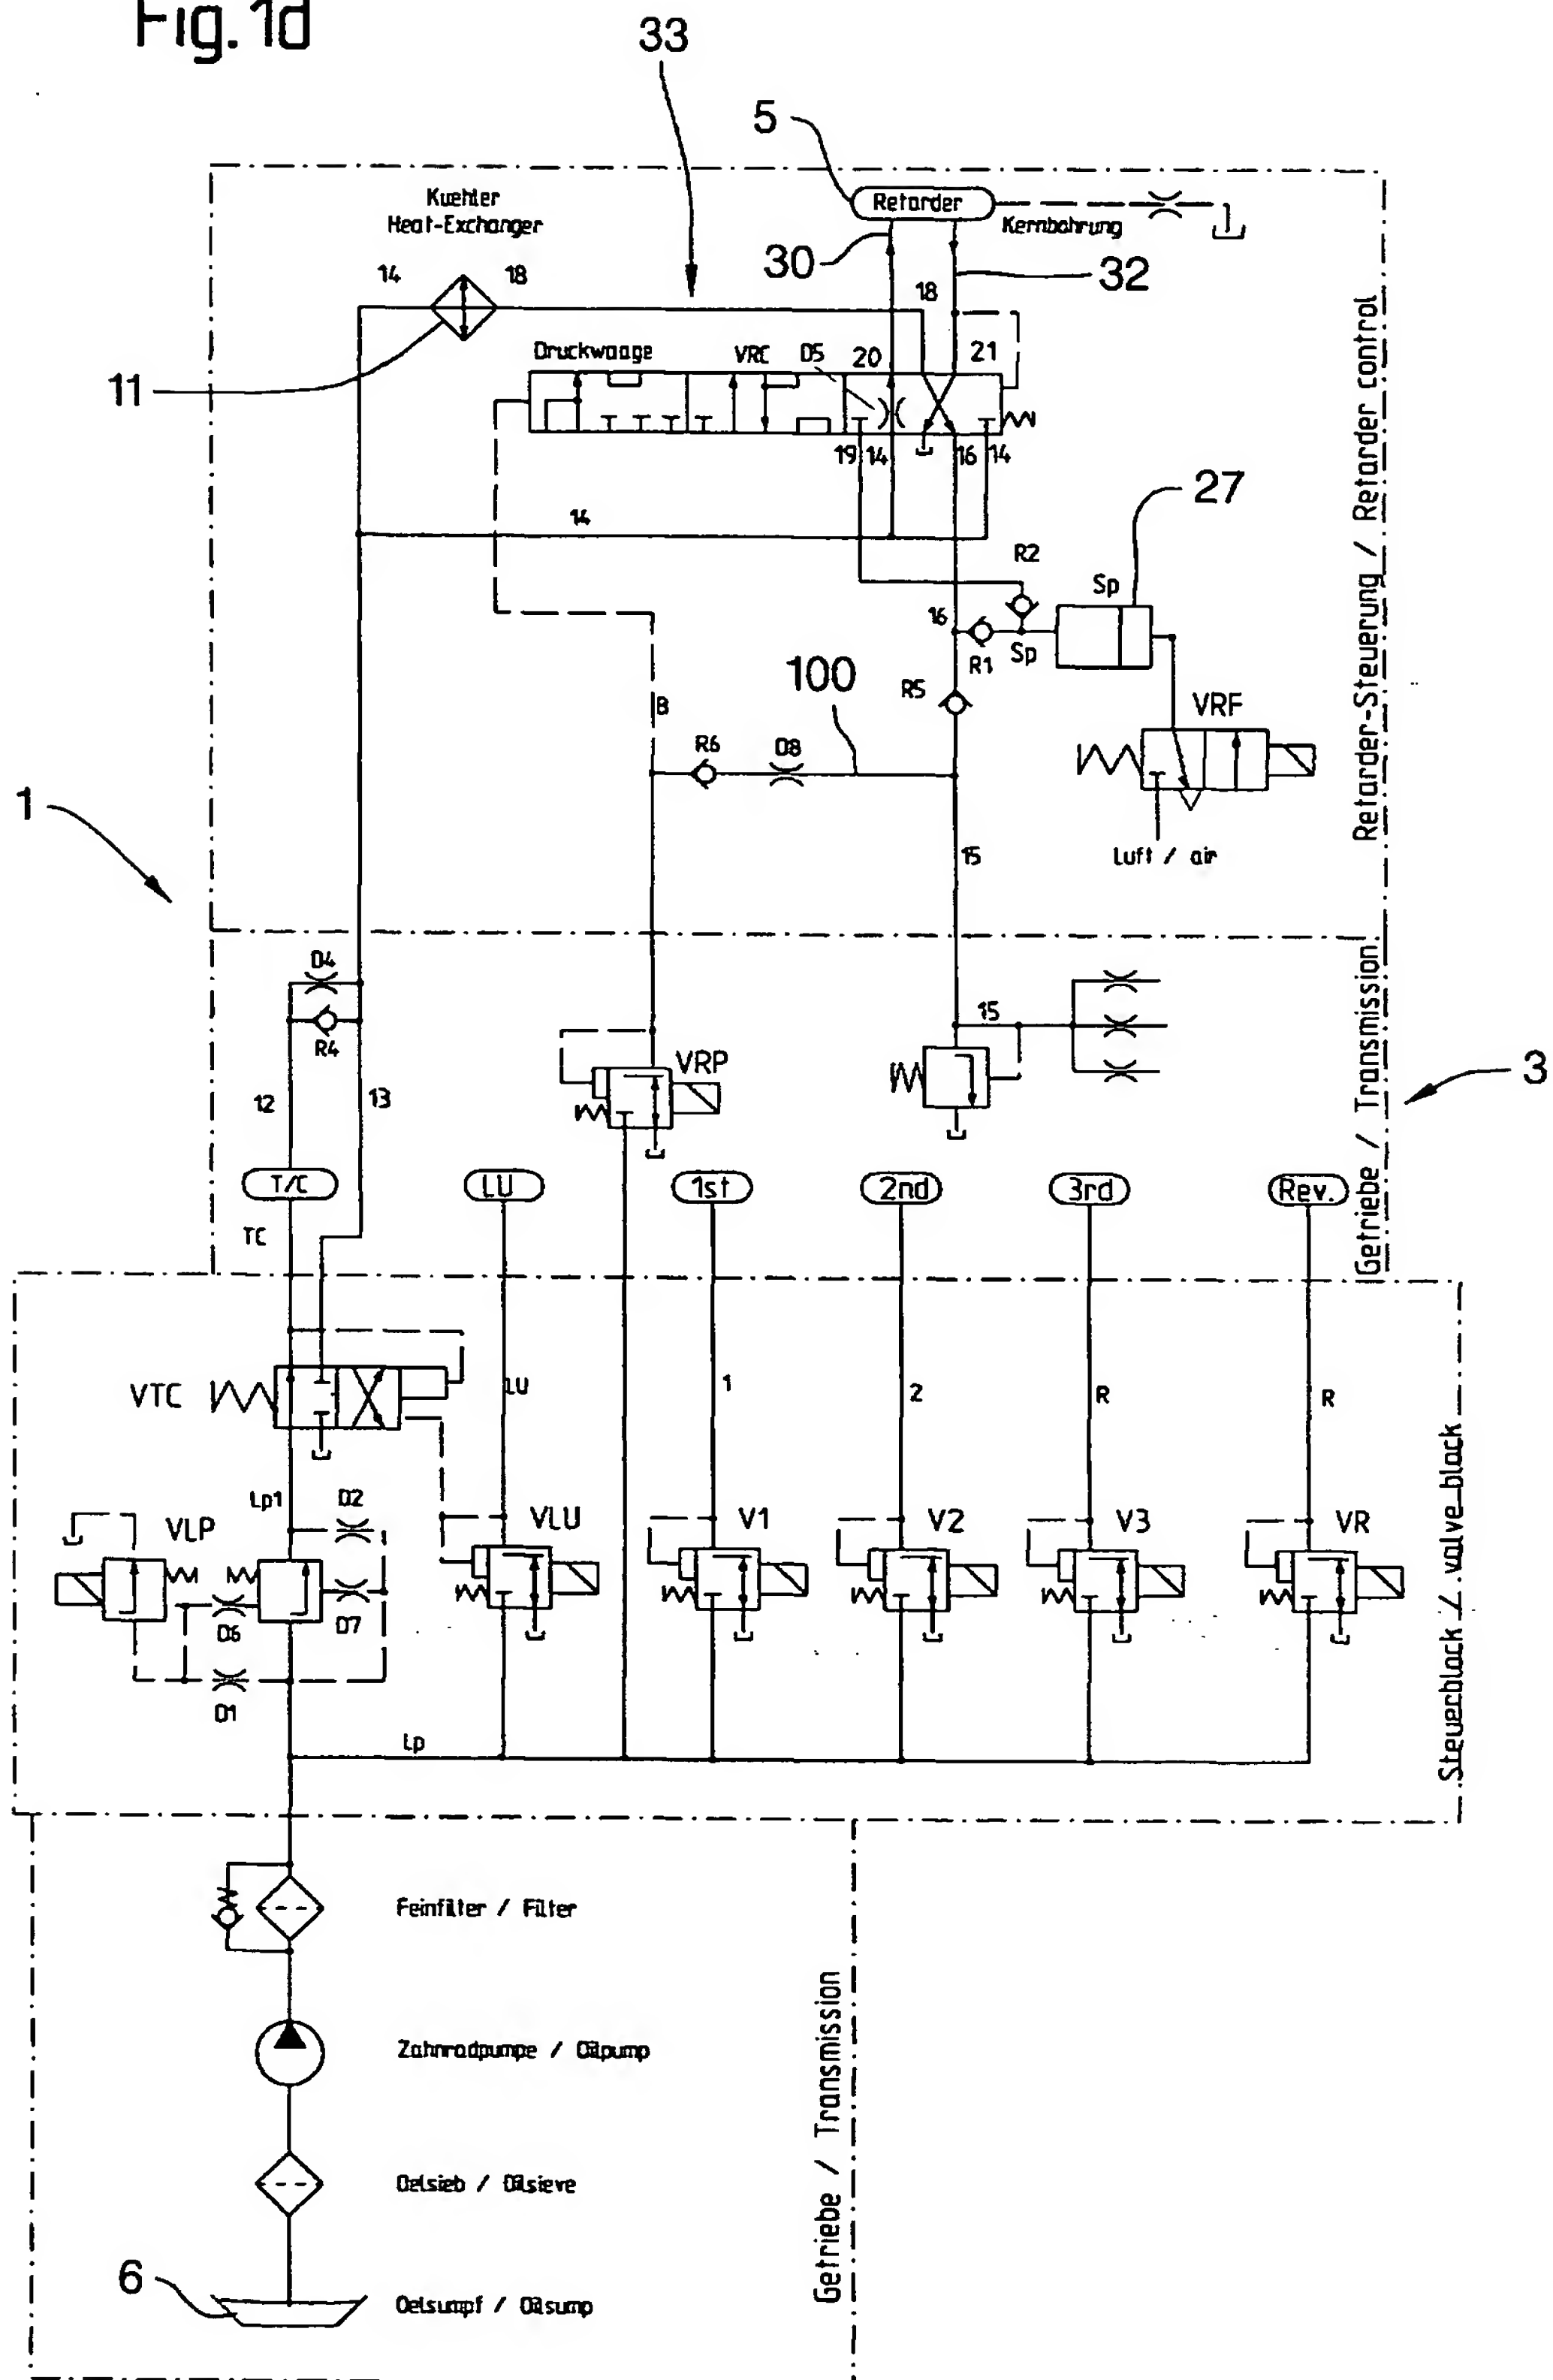 Fig. 1d
33
5
Kuehler
Heat-Exchanger
Retarder
Kernbohrung
30
32
14
18
18
11
Druckwaage
VRC
D5
20
21
19
14
16
14
14
27
R2
Sp
16
R1
Sp
100
R5
VRF
B
R6
D8
1
15
Luft / air
Retarder-Steuerung / Retarder control
D4
R4
15
VRP
12
13
3
T/C
LU
1st
2nd
3rd
Rev.
TC
Getriebe / Transmission
VTC
LU
1
2
R
R
Lp1
D2
VLP
VLU
V1
V2
V3
VR
D6
D7
D1
Lp
Steuerblock / valve block
Feinfilter / Filter
Zahnradpumpe / Oilpump
Oelsieb / Oilsieve
6
Oelsumpf / Oilsump
Getriebe / Transmission